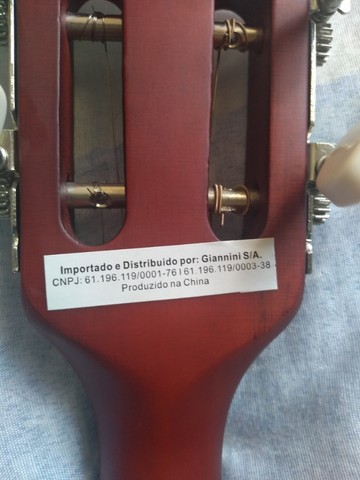 Importado e Distribuido por: Giannini S/A.
CNPJ: 61.196.119/0001-76 I 61.196.119/0003-38 -
Produzido na China